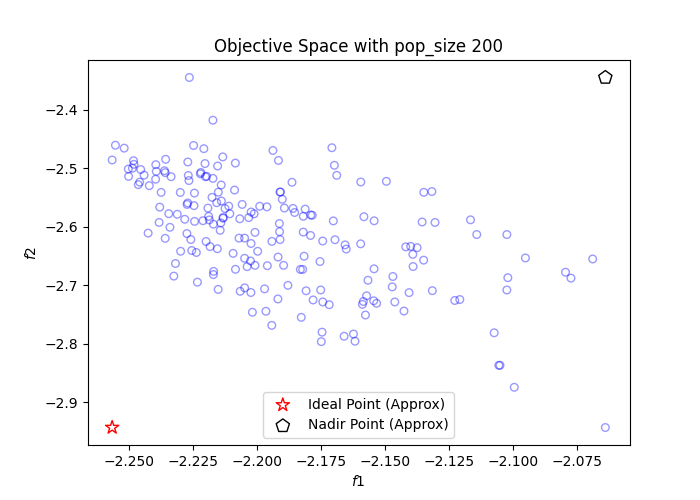 Objective Space with pop_size 200
f2
−2.4
−2.5
−2.6
−2.7
−2.8
−2.9
Ideal Point (Approx)
Nadir Point (Approx)
−2.250
−2.225
−2.200
−2.175
−2.150
−2.125
−2.100
−2.075
f1